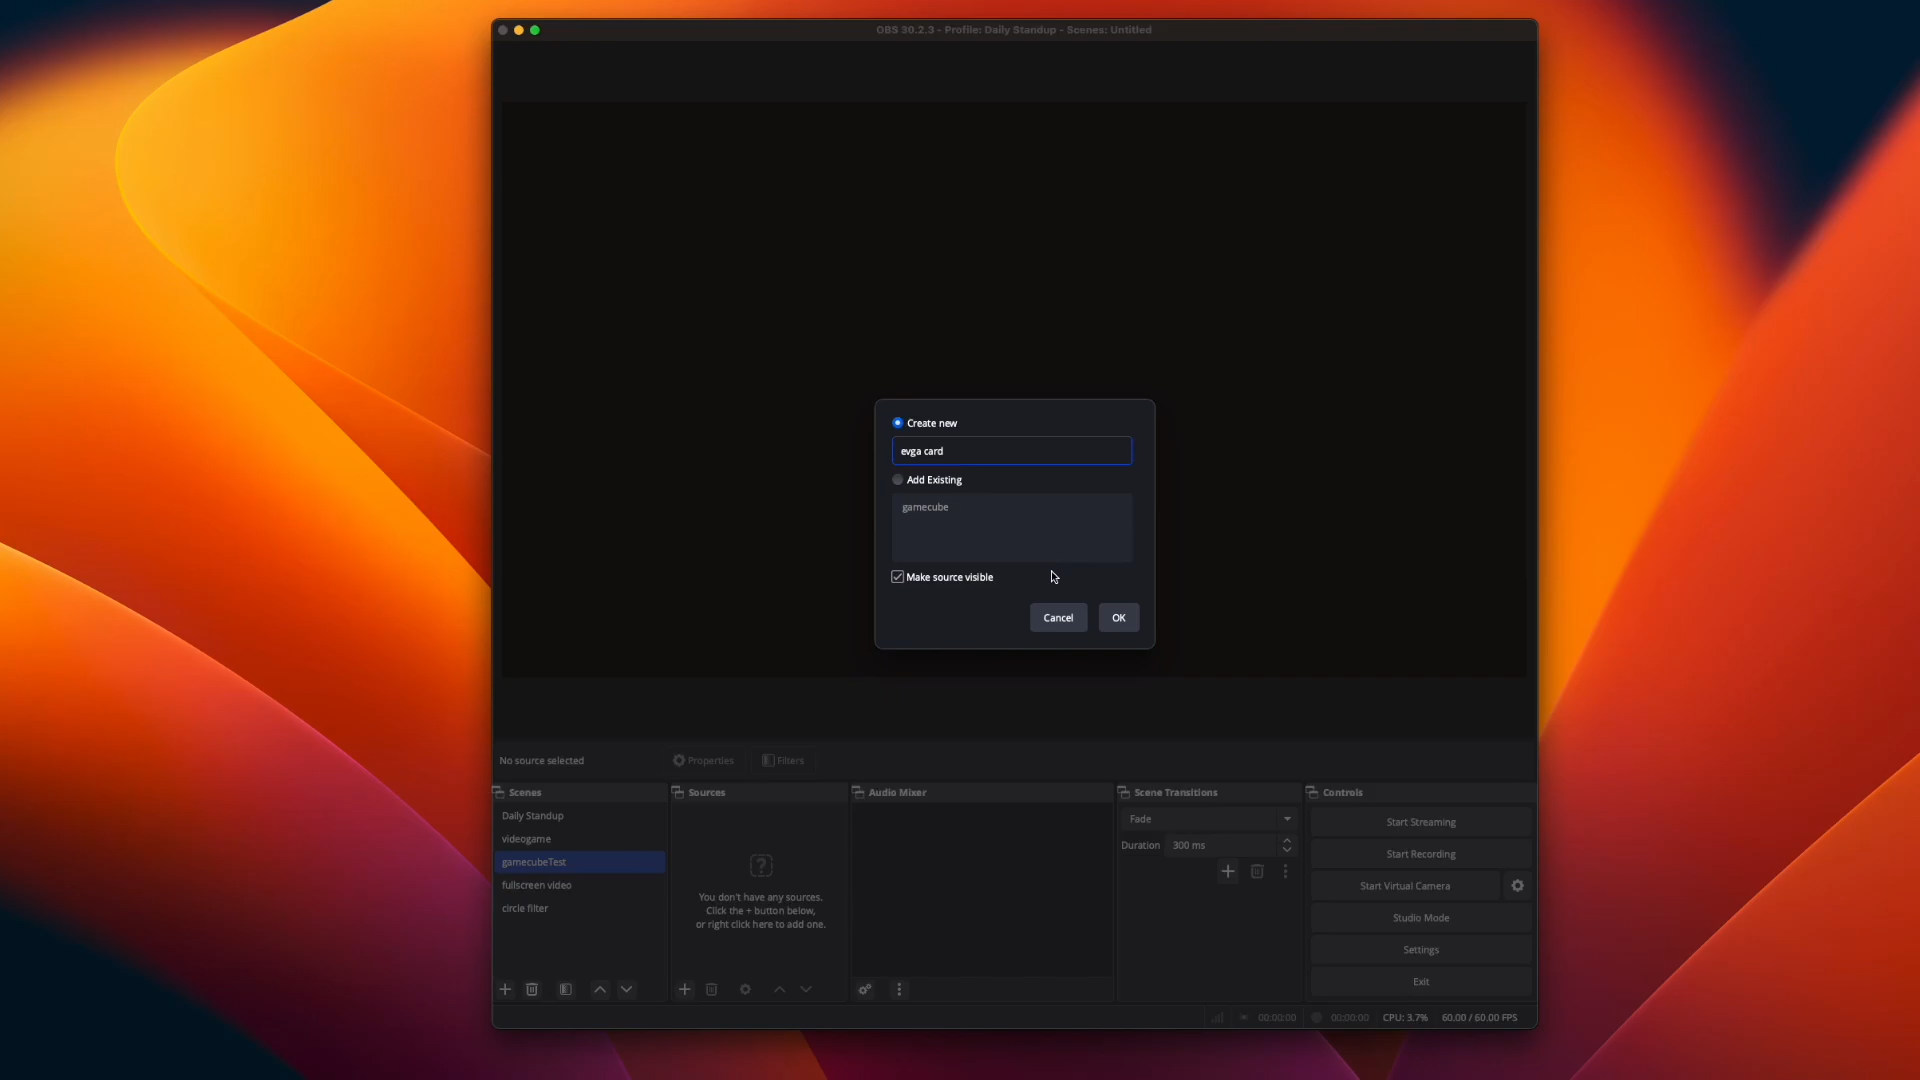 OBS 30.2.3 - Profile: Daily Standup - Scenes: Untitled
Create new
evga card
Add Existing
gamecube
Make source visible
Cancel
OK
No source selected
Properties
Filters
Scenes
Daily Standup
videogame
gamecubeTest
fullscreen video
circle filter
Sources
You don't have any sources.
Click the + button below,
or right click here to add one.
Audio Mixer
Scene Transitions
Fade
Duration 300 ms
Controls
Start Streaming
Start Recording
Start Virtual Camera
Studio Mode
Settings
Exit
00:00:00 00:00:00 CPU: 3.7% 60.00 / 60.00 FPS